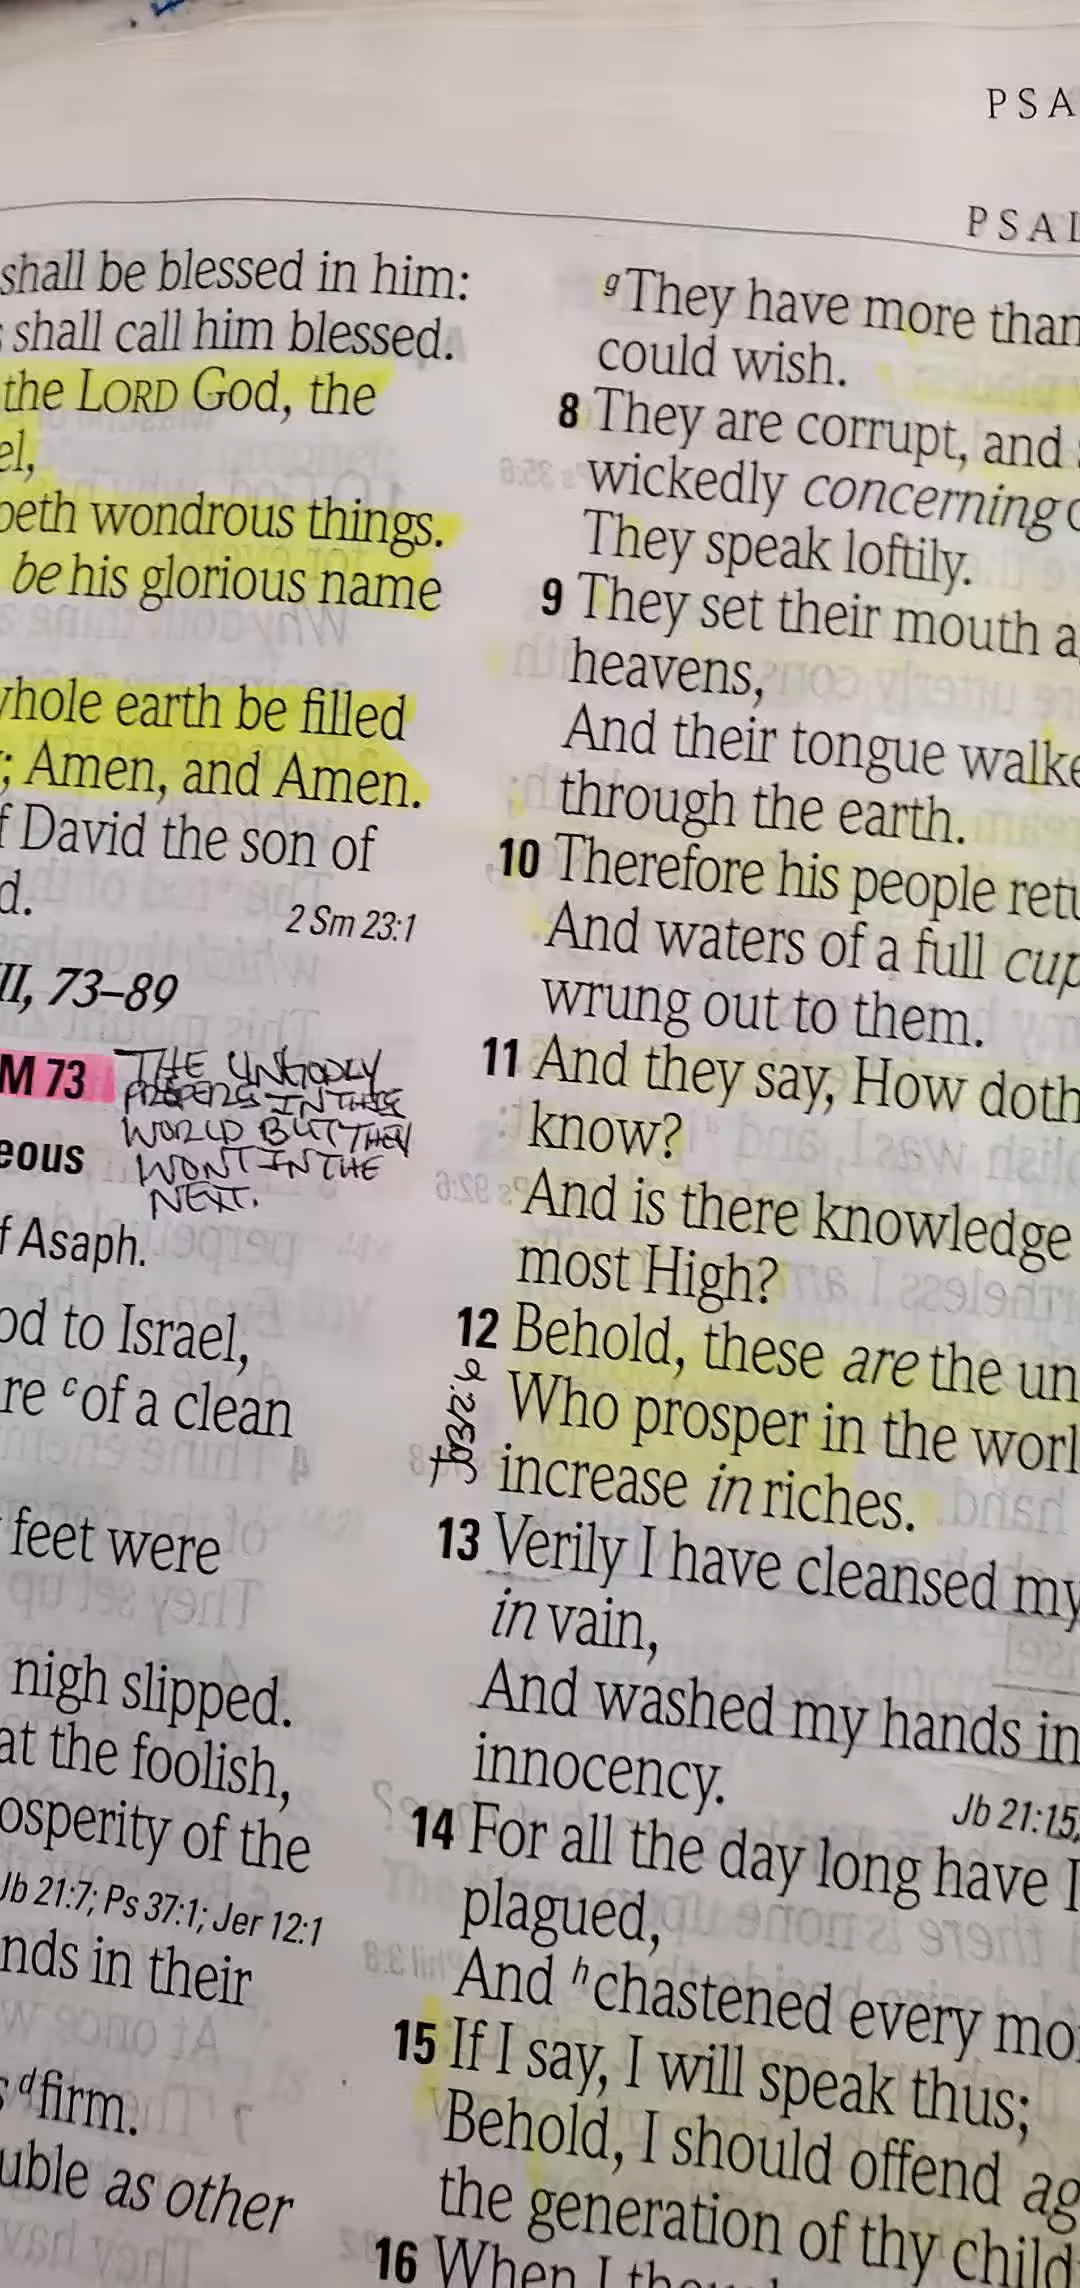 PSA
PSAL
shall be blessed in him:
shall call him blessed.
the LORD God, the
el,
oeth wondrous things.
be his glorious name
whole earth be filled
; Amen, and Amen.
f David the son of
d.
2 Sm 23:1
II, 73–89
M 73
THE UNGODLY
PROSPERS IN THIS
WORLD BUT THEY
WONT IN THE
NEXT.
eous
f Asaph.
od to Israel,
re c of a clean
feet were
nigh slipped.
at the foolish,
osperity of the
Jb 21:7; Ps 37:1; Jer 12:1
nds in their
d firm.
uble as other
g They have more than
could wish.
8 They are corrupt, and
wickedly concerning
They speak loftily.
9 They set their mouth a
heavens,
And their tongue walke
through the earth.
10 Therefore his people retu
And waters of a full cup
wrung out to them.
11 And they say, How doth
know?
And is there knowledge
most High?
12 Behold, these are the un
Who prosper in the worl
increase in riches.
13 Verily I have cleansed my
in vain,
And washed my hands in
innocency.
Jb 21:15,
14 For all the day long have I
plagued,
And h chastened every mo
15 If I say, I will speak thus;
Behold, I should offend ag
the generation of thy child
16 When I thou